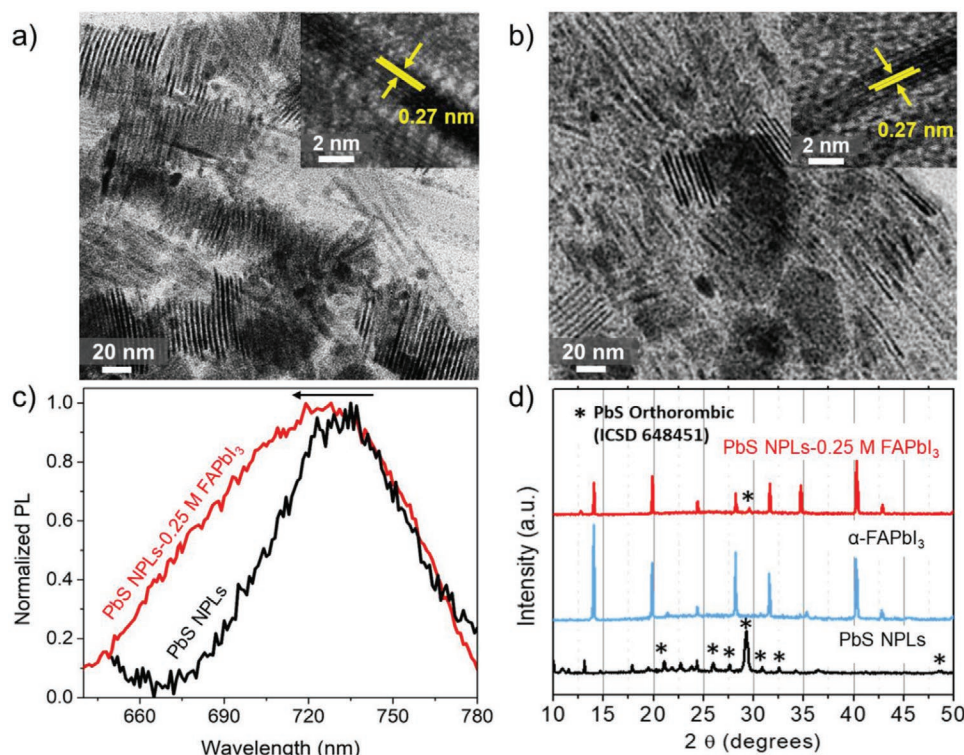 a)
0.27 nm
2 nm
20 nm
b)
0.27 nm
2 nm
20 nm
c)
1.0
0.8
0.6
0.4
0.2
0.0
Normalized PL
PbS NPLs-0.25 M FAPbI₃
PbS NPLs
660 690 720 750 780
Wavelength (nm)
d)
* PbS Orthorombic
(ICSD 648451)
PbS NPLs-0.25 M FAPbI₃
*
α-FAPbI₃
PbS NPLs
* * * * * * *
Intensity (a.u.)
10 15 20 25 30 35 40 45 50
2 θ (degrees)